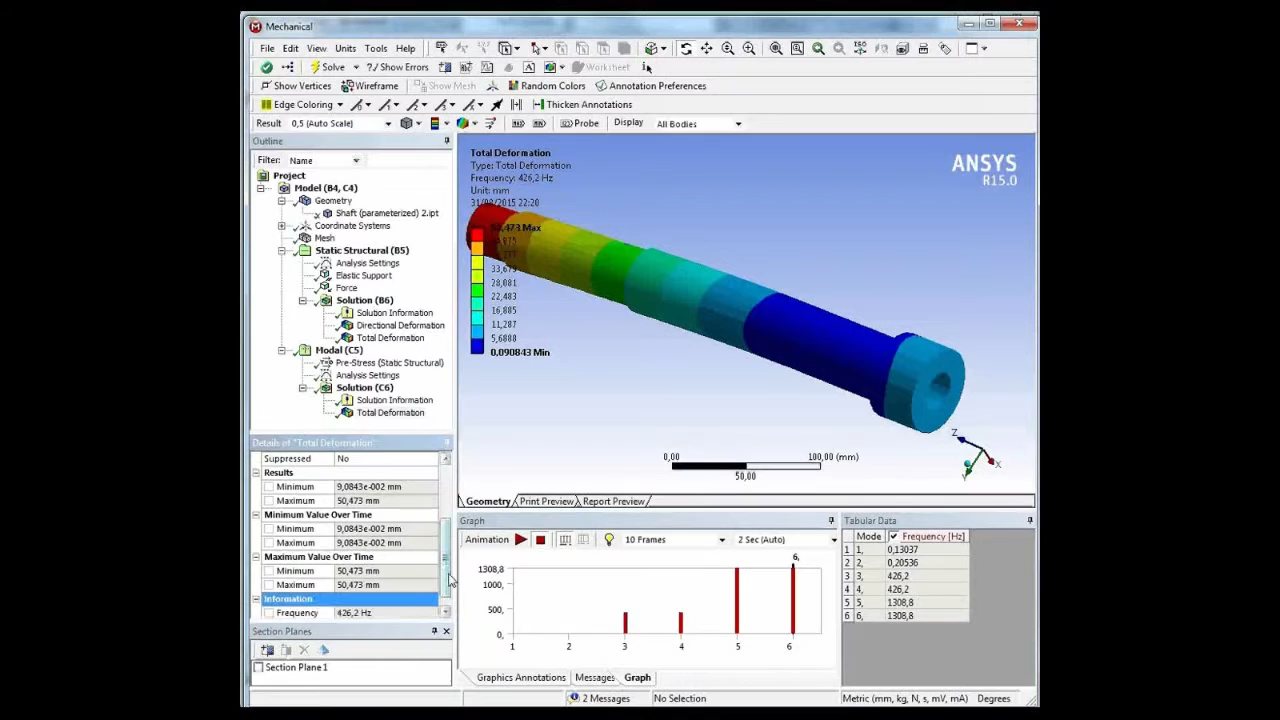 Mechanical
File Edit View Units Tools Help
Solve ?/Show Errors Worksheet
Show Vertices Wireframe Show Mesh Random Colors Annotation Preferences
Edge Coloring Thicken Annotations
Result 0,5 (Auto Scale) Probe Display All Bodies
Outline
Filter: Name
Project
Model (B4, C4)
Geometry
Shaft (parameterized) 2.ipt
Coordinate Systems
Mesh
Static Structural (B5)
Analysis Settings
Elastic Support
Force
Solution (B6)
Solution Information
Directional Deformation
Total Deformation
Modal (C5)
Pre-Stress (Static Structural)
Analysis Settings
Solution (C6)
Solution Information
Total Deformation
Total Deformation
Type: Total Deformation
Frequency: 426,2 Hz
Unit: mm
31/08/2015 22:20
Max
28,081
22,483
16,885
11,287
5,6888
0,090843 Min
ANSYS
R15.0
0,00 100,00 (mm)
50,00
Z
X
Y
Geometry Print Preview Report Preview
Details of "Total Deformation"
Suppressed No
Results
Minimum 9,0843e-002 mm
Maximum 50,473 mm
Minimum Value Over Time
Minimum 9,0843e-002 mm
Maximum 9,0843e-002 mm
Maximum Value Over Time
Minimum 50,473 mm
Maximum 50,473 mm
Information
Frequency 426,2 Hz
Section Planes
Section Plane 1
Graph
Animation 10 Frames 2 Sec (Auto)
6,
1308,8
1000,
500,
0,
1 2 3 4 5 6
Graphics Annotations Messages Graph
Tabular Data
Mode Frequency [Hz]
1 1, 0,13037
2 2, 0,20536
3 3, 426,2
4 4, 426,2
5 5, 1308,8
6 6, 1308,8
2 Messages No Selection Metric (mm, kg, N, s, mV, mA) Degrees